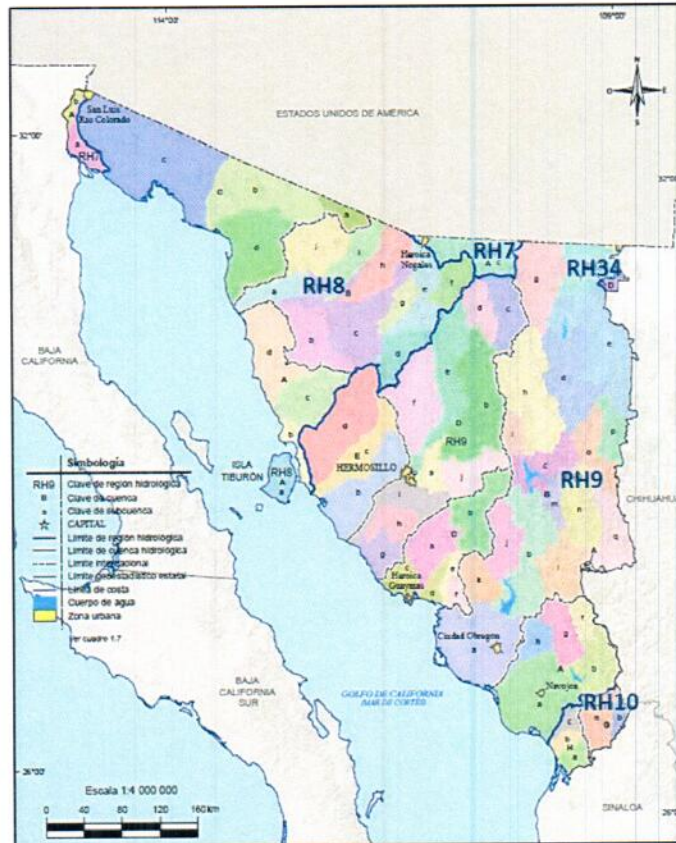 114°00'
109°00'
ESTADOS UNIDOS DE AMÉRICA
N
O
E
S
32°00'
32°00'
San Luis
Río Colorado
RH7
Heroica
Nogales
RH7
RH34
RH8
BAJA
CALIFORNIA
ISLA
TIBURÓN
RH8
A
a
HERMOSILLO
RH9
RH9
CHIHUAHUA
Simbología
RH9 Clave de región hidrológica
B Clave de cuenca
a Clave de subcuenca
CAPITAL
Límite de región hidrológica
Límite de cuenca hidrológica
Límite internacional
Límite geoestadístico estatal
Línea de costa
Cuerpo de agua
Zona urbana
Ver cuadro 1.7
Heroica
Guaymas
Ciudad Obregón
Navojoa
BAJA
CALIFORNIA
SUR
GOLFO DE CALIFORNIA
(MAR DE CORTÉS)
RH10
26°00'
26°00'
SINALOA
Escala 1:4 000 000
0 40 80 120 160 km